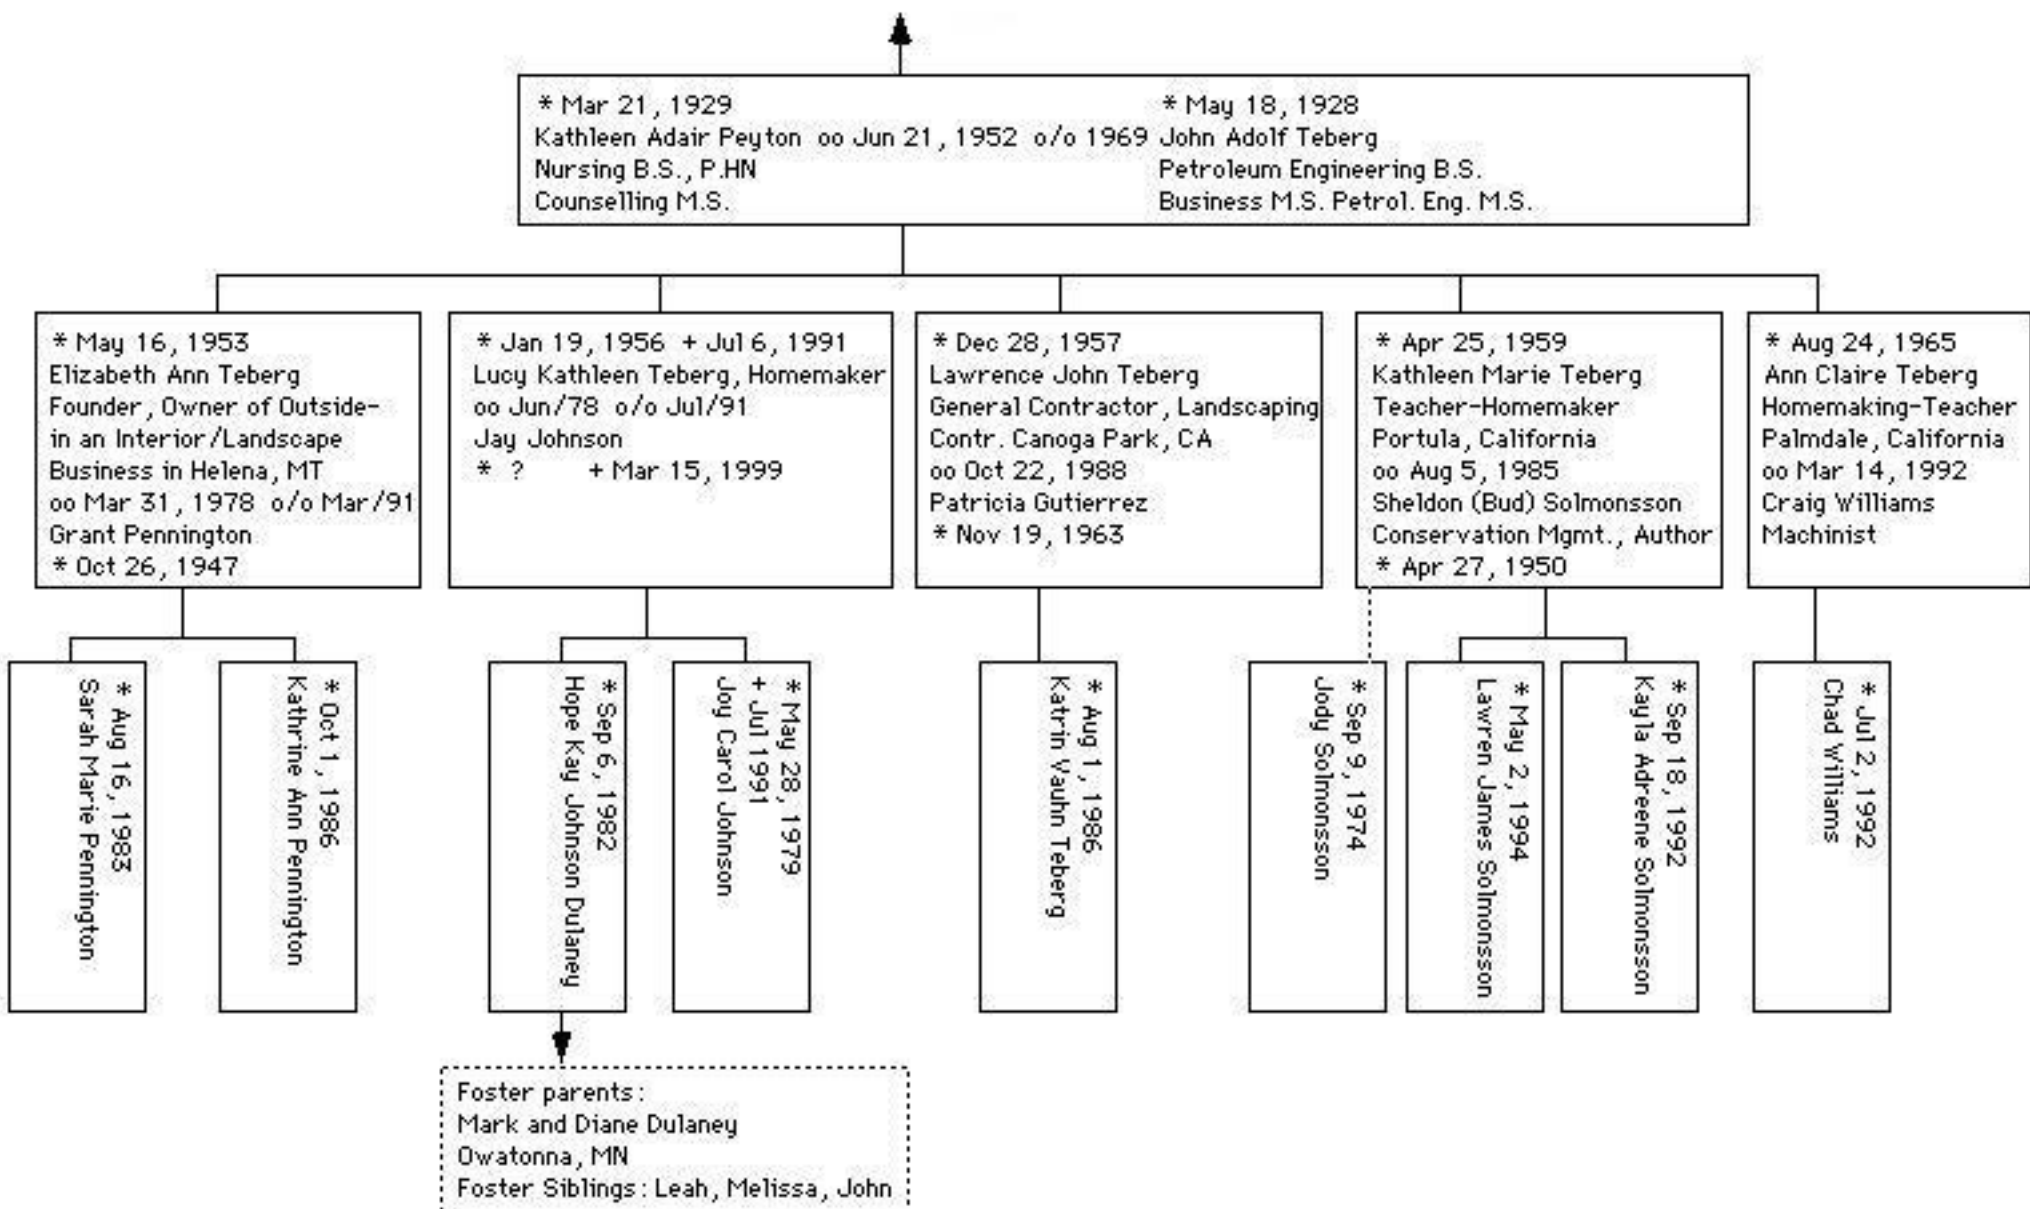 * Mar 21, 1929
Kathleen Adair Peyton oo Jun 21, 1952 o/o 1969
Nursing B.S., P.HN
Counselling M.S.
* May 18, 1928
John Adolf Teberg
Petroleum Engineering B.S.
Business M.S. Petrol. Eng. M.S.
* May 16, 1953
Elizabeth Ann Teberg
Founder, Owner of Outside-
in an Interior/Landscape
Business in Helena, MT
oo Mar 31, 1978 o/o Mar/91
Grant Pennington
* Oct 26, 1947
* Jan 19, 1956 + Jul 6, 1991
Lucy Kathleen Teberg, Homemaker
oo Jun/78 o/o Jul/91
Jay Johnson
* ? + Mar 15, 1999
* Dec 28, 1957
Lawrence John Teberg
General Contractor, Landscaping
Contr. Canoga Park, CA
oo Oct 22, 1988
Patricia Gutierrez
* Nov 19, 1963
* Apr 25, 1959
Kathleen Marie Teberg
Teacher-Homemaker
Portula, California
oo Aug 5, 1985
Sheldon (Bud) Solmonsson
Conservation Mgmt., Author
* Apr 27, 1950
* Aug 24, 1965
Ann Claire Teberg
Homemaking-Teacher
Palmdale, California
oo Mar 14, 1992
Craig Williams
Machinist
* Aug 16, 1983
Sarah Marie Pennington
* Oct 1, 1986
Kathrine Ann Pennington
* Sep 6, 1982
Hope Kay Johnson Dulaney
* May 28, 1979
+ Jul 1991
Joy Carol Johnson
* Aug 1, 1986
Katrin Vauhn Teberg
* Sep 9, 1974
Jody Solmonsson
* May 2, 1994
Lawren James Solmonsson
* Sep 18, 1992
Kayla Adreene Solmonsson
* Jul 2, 1992
Chad Williams
Foster parents:
Mark and Diane Dulaney
Owatonna, MN
Foster Siblings: Leah, Melissa, John